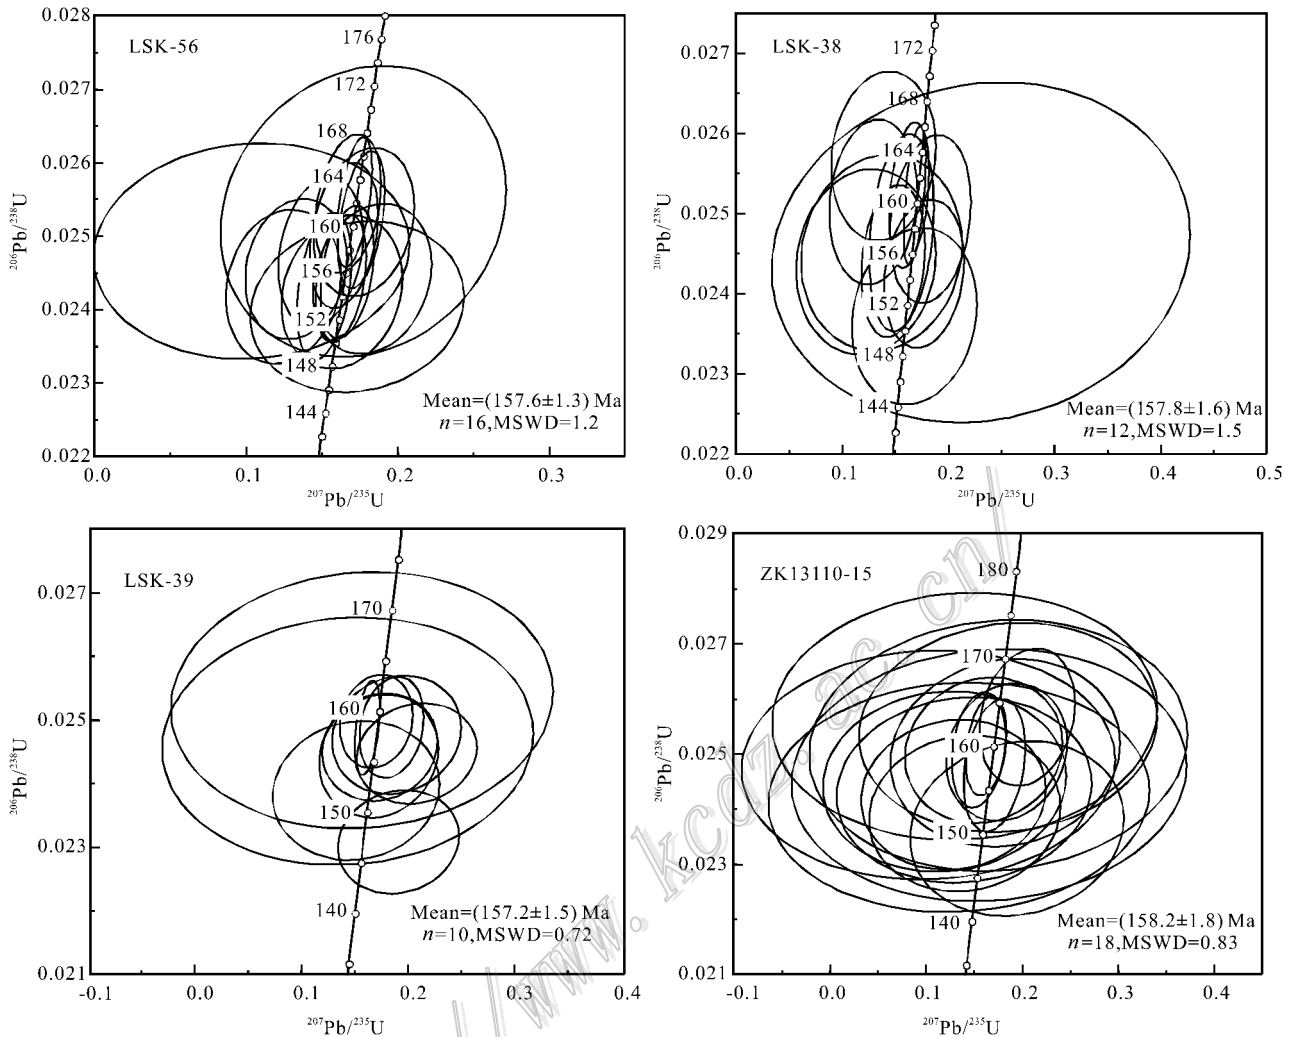 0.028
0.027
0.026
0.025
0.024
0.023
0.022
²⁰⁶Pb/²³⁸U
LSK-56
176
172
168
164
160
156
152
148
144
Mean=(157.6±1.3) Ma
n=16,MSWD=1.2
0.0 0.1 0.2 0.3
²⁰⁷Pb/²³⁵U
0.027
0.026
0.025
0.024
0.023
0.022
²⁰⁶Pb/²³⁸U
LSK-38
172
168
164
160
156
152
148
144
Mean=(157.8±1.6) Ma
n=12,MSWD=1.5
0.0 0.1 0.2 0.3 0.4 0.5
²⁰⁷Pb/²³⁵U
0.027
0.025
0.023
0.021
²⁰⁶Pb/²³⁸U
LSK-39
170
160
150
140
Mean=(157.2±1.5) Ma
n=10,MSWD=0.72
-0.1 0.0 0.2 0.4
²⁰⁷Pb/²³⁵U
0.029
0.027
0.025
0.023
0.021
²⁰⁶Pb/²³⁸U
ZK13110-15
180
170
160
150
140
Mean=(158.2±1.8) Ma
n=18,MSWD=0.83
-0.1 0.0 0.1 0.2 0.3 0.4
²⁰⁷Pb/²³⁵U
//www.kcdz.ac.cn/